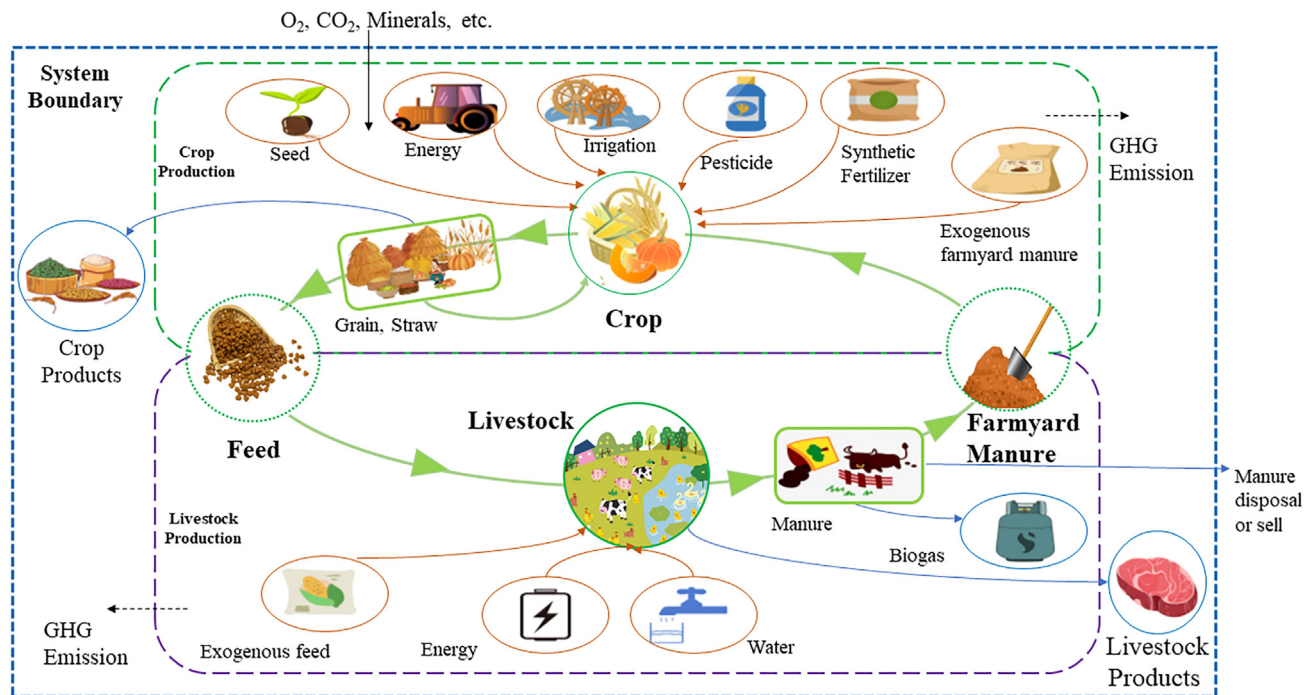 O2, CO2, Minerals, etc.
System
Boundary
Crop
Production
Seed
Energy
Irrigation
Pesticide
Synthetic
Fertilizer
GHG
Emission
Exogenous
farmyard manure
Grain, Straw
Crop
Crop
Products
Feed
Livestock
Farmyard
Manure
Manure
Manure
disposal
or sell
Livestock
Production
Biogas
Exogenous feed
Energy
Water
GHG
Emission
Livestock
Products